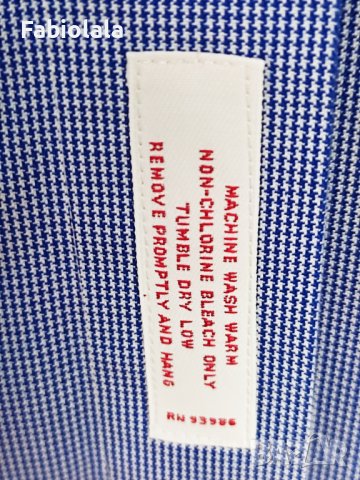 Fabiolala
MACHINE WASH WARM
NON-CHLORINE BLEACH ONLY
TUMBLE DRY LOW
REMOVE PROMPTLY AND HANG
RN 93986